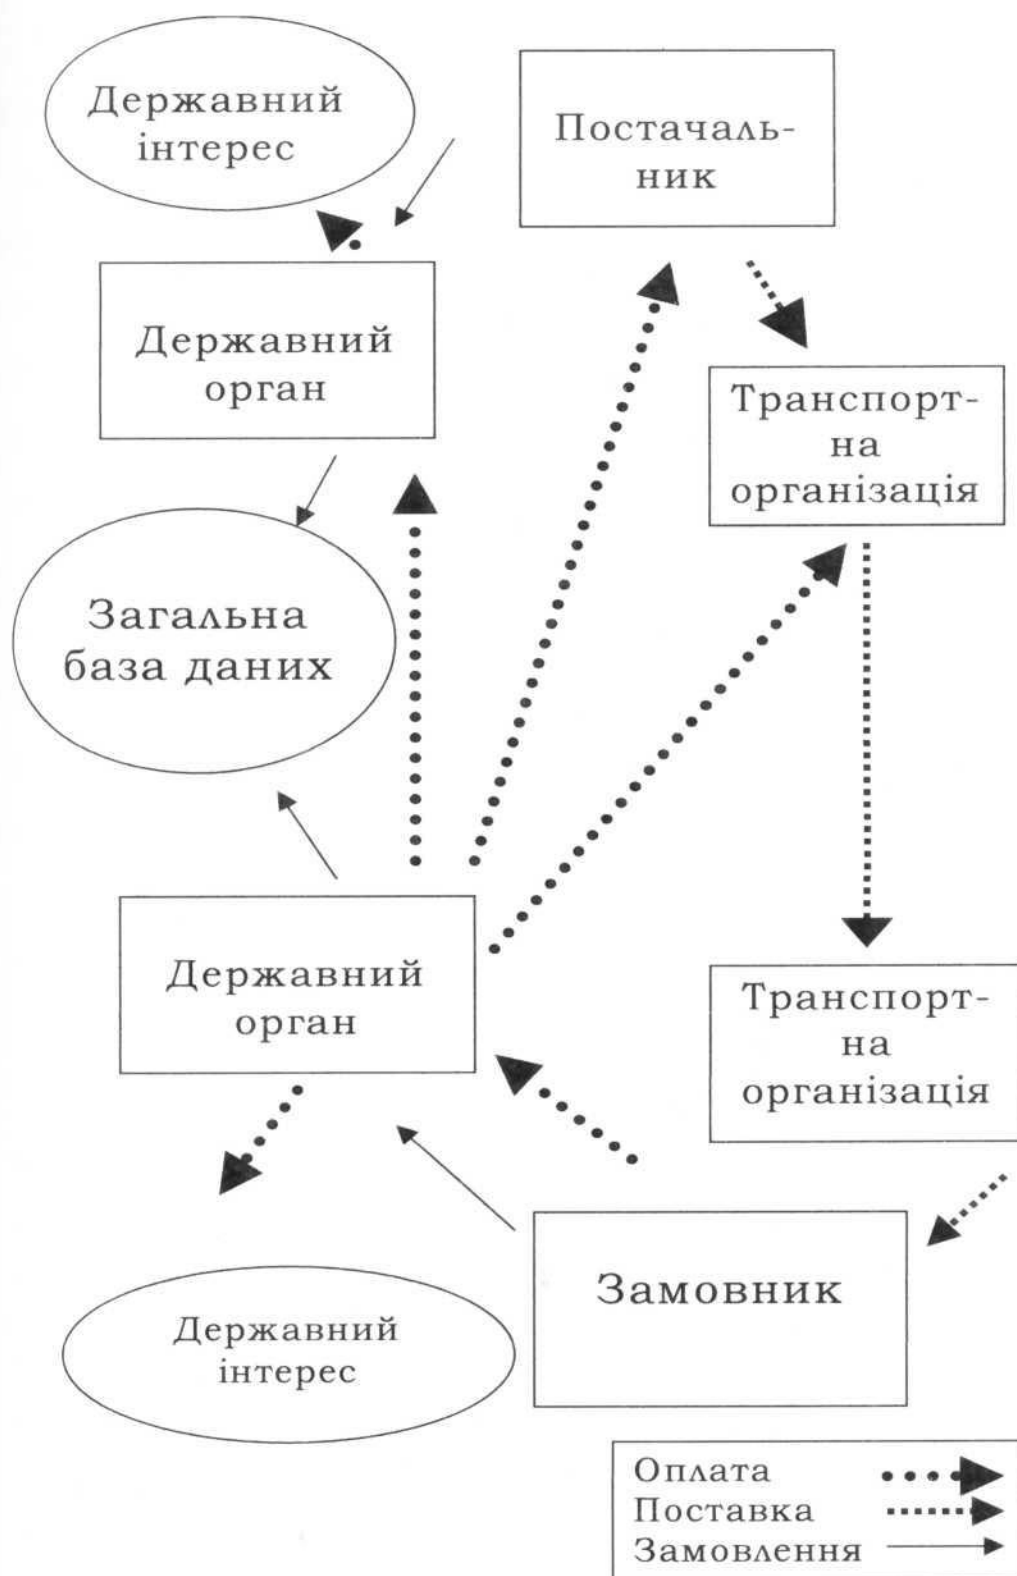 Державний
інтерес
Постачаль-
ник
Державний
орган
Транспорт-
на
організація
Загальна
база даних
Державний
орган
Транспорт-
на
організація
Замовник
Державний
інтерес
Оплата
Поставка
Замовлення